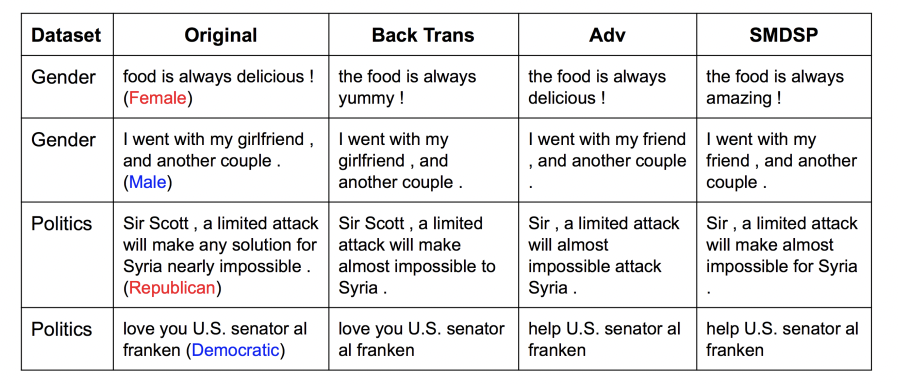 Dataset Original Back Trans Adv SMDSP
Gender
food is always delicious !
(Female)
the food is always
yummy !
the food is always
delicious !
the food is always
amazing !
Gender
I went with my girlfriend ,
and another couple .
(Male)
I went with my
girlfriend , and
another couple .
I went with my friend
, and another couple
.
I went with my
friend , and another
couple .
Politics
Sir Scott , a limited attack
will make any solution for
Syria nearly impossible .
(Republican)
Sir Scott , a limited
attack will make
almost impossible to
Syria .
Sir , a limited attack
will almost
impossible attack
Syria .
Sir , a limited attack
will make almost
impossible for Syria
.
Politics
love you U.S. senator al
franken (Democratic)
love you U.S. senator
al franken
help U.S. senator al
franken
help U.S. senator al
franken